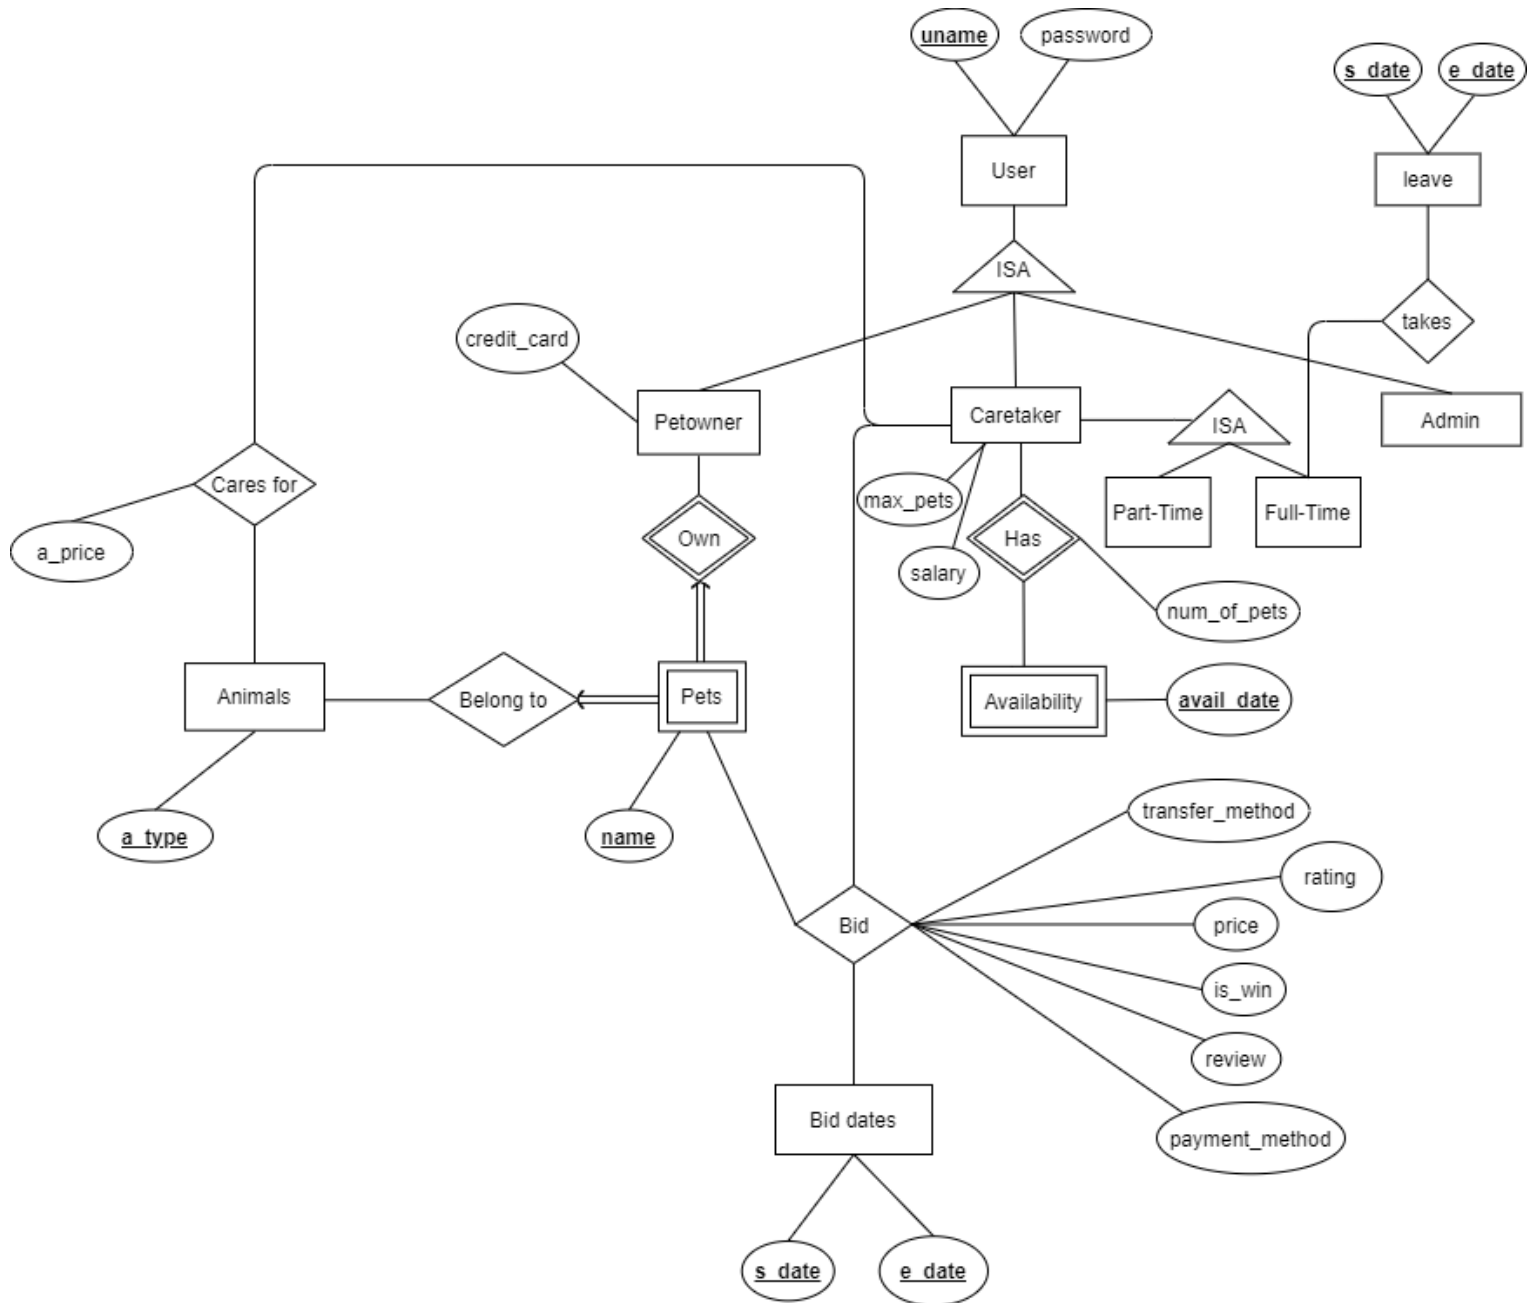 uname
password
s_date
e_date
User
leave
ISA
takes
credit_card
Petowner
Caretaker
ISA
Admin
Cares for
max_pets
Part-Time
Full-Time
a_price
Own
Has
salary
num_of_pets
Animals
Belong to
Pets
Availability
avail_date
a_type
name
transfer_method
rating
Bid
price
is_win
review
Bid dates
payment_method
s_date
e_date